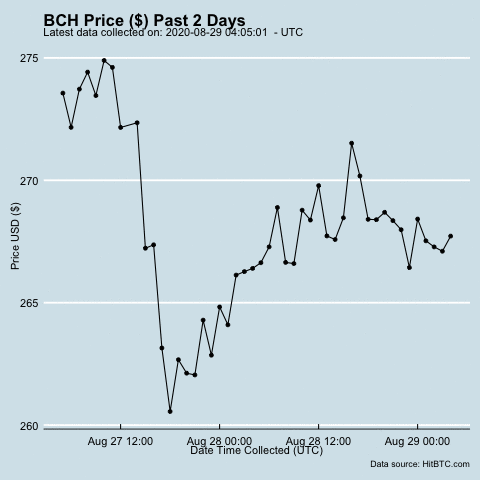 BCH Price ($) Past 2 Days
Latest data collected on: 2020-08-29 04:05:01 - UTC
275
270
265
260
Price USD ($)
Aug 27 12:00 Aug 28 00:00 Aug 28 12:00 Aug 29 00:00
Date Time Collected (UTC)
Data source: HitBTC.com